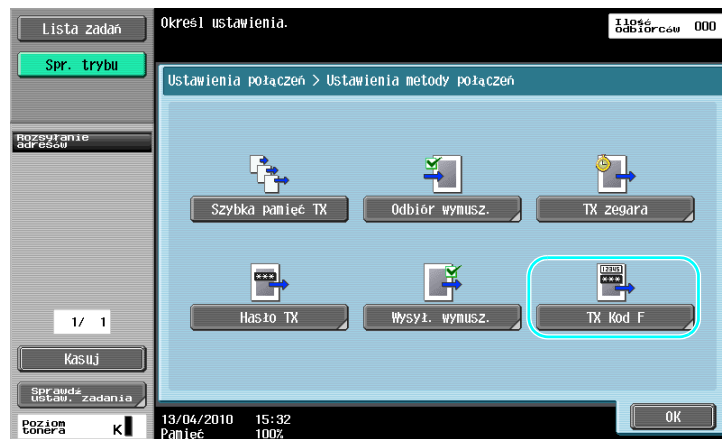 Lista zadań
Określ ustawienia.
Ilość
odbiorców 000
Spr. trybu
Ustawienia połączeń > Ustawienia metody połączeń
Rozsyłanie
adresów
Szybka pamięć TX
Odbiór wymusz.
TX zegara
12345
***
***
Hasło TX
Wysył. wymusz.
TX Kod F
1/ 1
Kasuj
Sprawdź
ustaw. zadania
Poziom
tonera K
13/04/2010 15:32
Pamięć 100%
OK